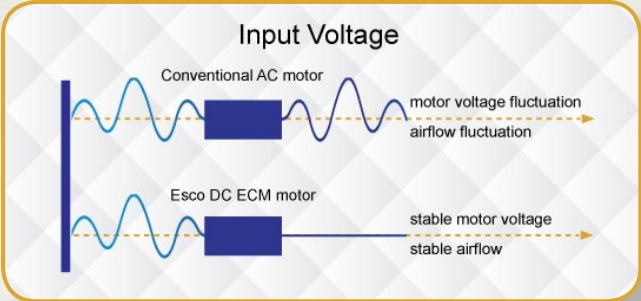 Input Voltage
Conventional AC motor
motor voltage fluctuation
airflow fluctuation
Esco DC ECM motor
stable motor voltage
stable airflow